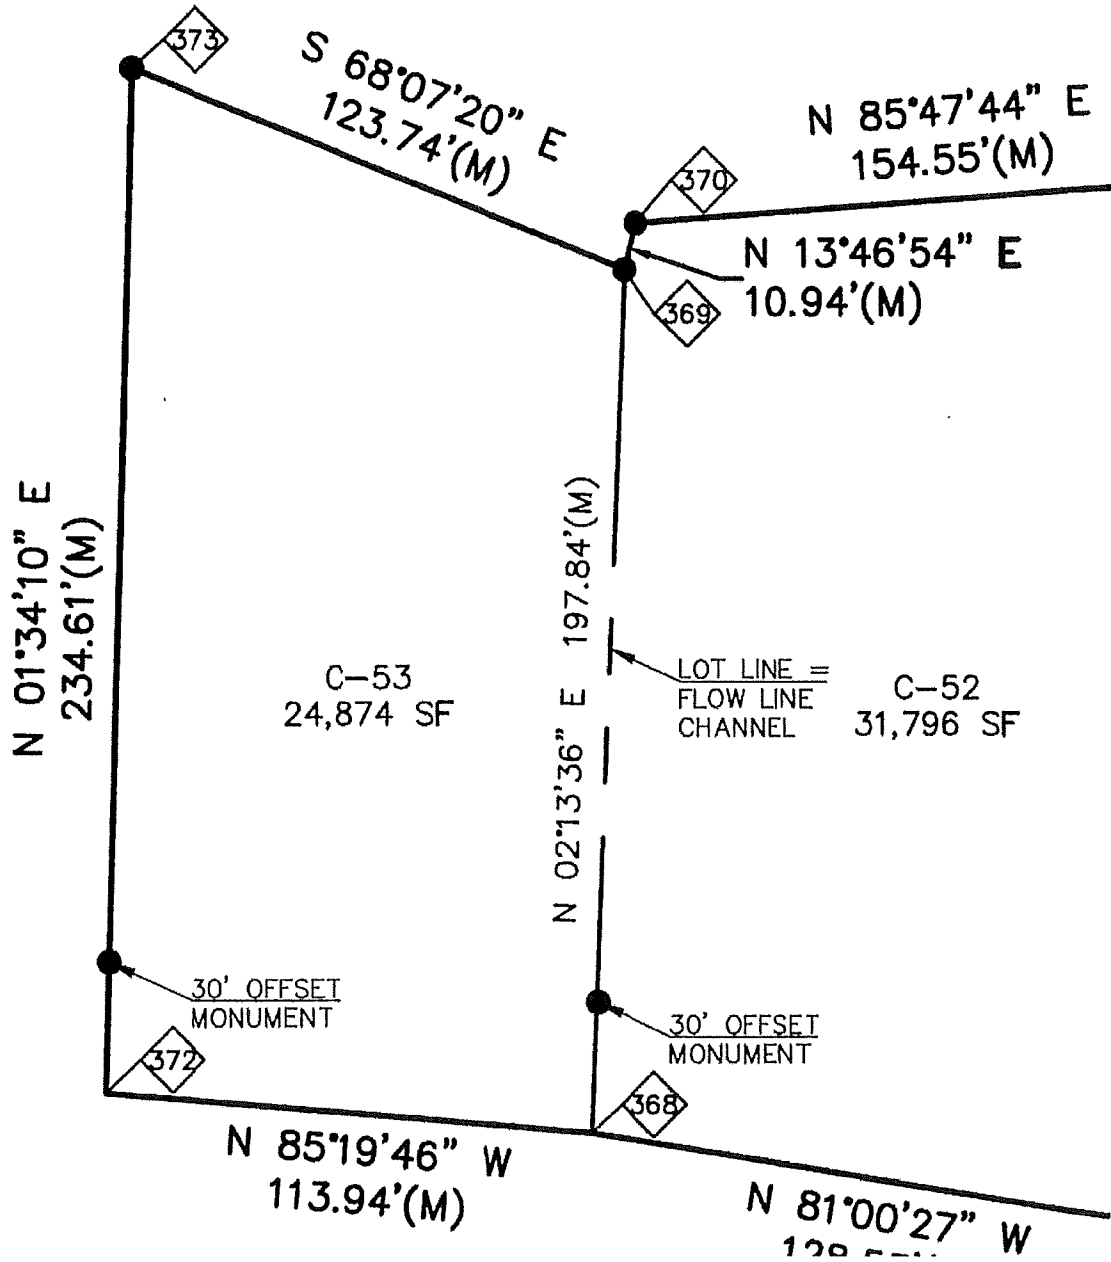 373
S 68°07'20" E
123.74'(M)
N 85°47'44" E
154.55'(M)
370
N 13°46'54" E
10.94'(M)
369
N 01°34'10" E
234.61'(M)
N 02°13'36" E 197.84'(M)
LOT LINE =
FLOW LINE
CHANNEL
C-53
24,874 SF
C-52
31,796 SF
30' OFFSET
MONUMENT
30' OFFSET
MONUMENT
372
368
N 85°19'46" W
113.94'(M)
N 81°00'27" W